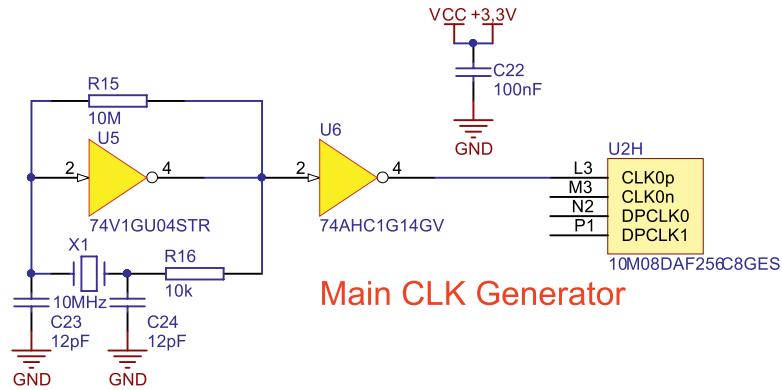 VCC +3,3V
C22
100nF
GND
R15
10M
U5
2
4
74V1GU04STR
U6
2
4
74AHC1G14GV
U2H
L3
CLK0p
M3
CLK0n
N2
DPCLK0
P1
DPCLK1
10M08DAF256C8GES
X1
10MHz
R16
10k
C23
12pF
GND
C24
12pF
GND
Main CLK Generator